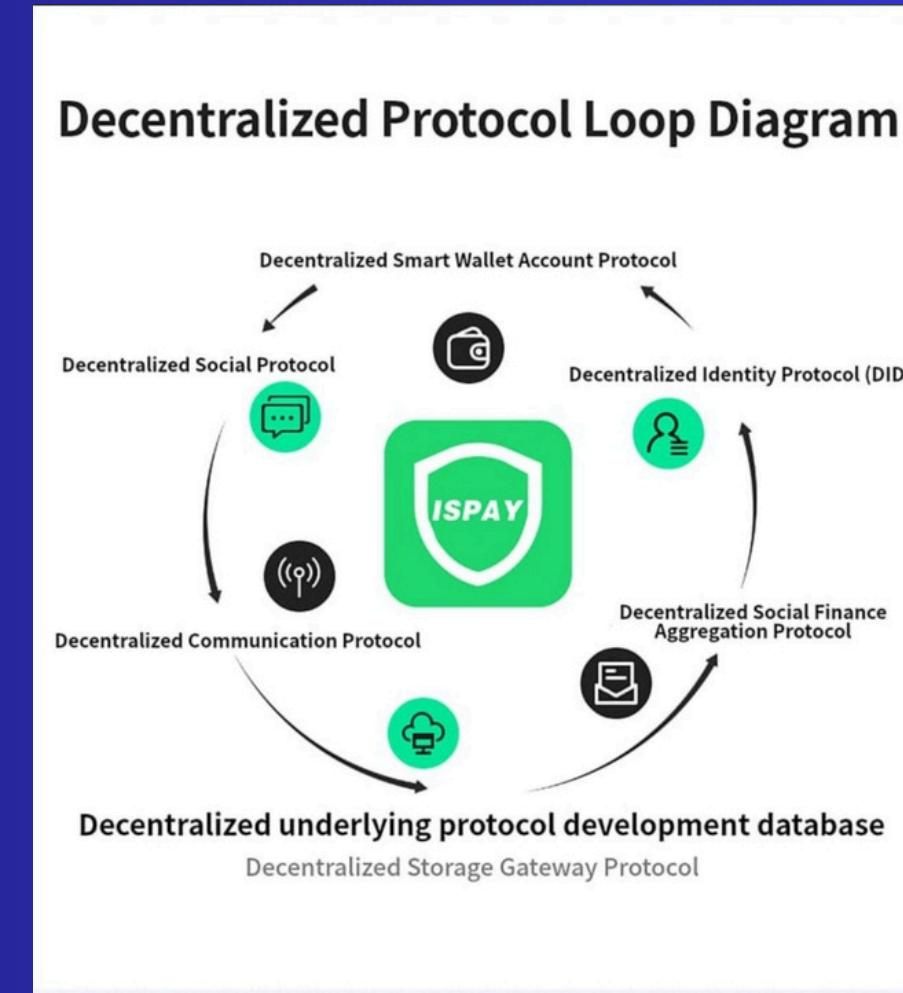 Decentralized Protocol Loop Diagram
Decentralized Smart Wallet Account Protocol
Decentralized Social Protocol
Decentralized Identity Protocol (DID
ISPAY
Decentralized Social Finance
Aggregation Protocol
Decentralized Communication Protocol
Decentralized underlying protocol development database
Decentralized Storage Gateway Protocol